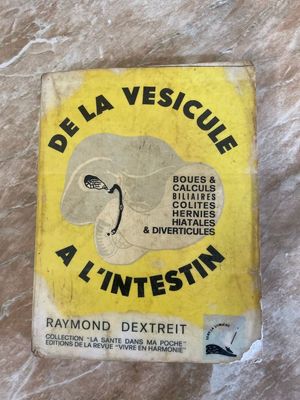 DE LA VESICULE
BOUES &
CALCULS
BILIAIRES
COLITES
HERNIES
HIATALES
& DIVERTICULES
A L'INTESTIN
RAYMOND DEXTREIT
COLLECTION "LA SANTE DANS MA POCHE"
EDITIONS DE LA REVUE "VIVRE EN HARMONIE"